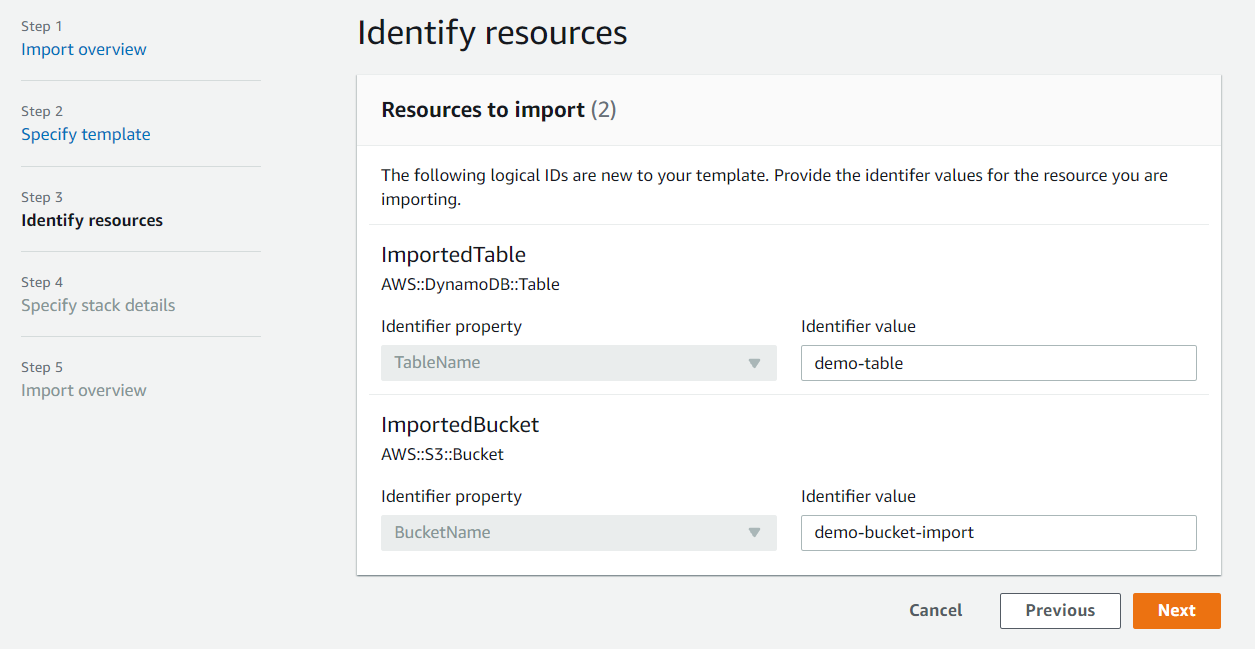 Step 1
Import overview
Step 2
Specify template
Step 3
Identify resources
Step 4
Specify stack details
Step 5
Import overview
Identify resources
Resources to import (2)
The following logical IDs are new to your template. Provide the identifer values for the resource you are
importing.
ImportedTable
AWS::DynamoDB::Table
Identifier property
Identifier value
TableName
demo-table
ImportedBucket
AWS::S3::Bucket
Identifier property
Identifier value
BucketName
demo-bucket-import
Cancel
Previous
Next